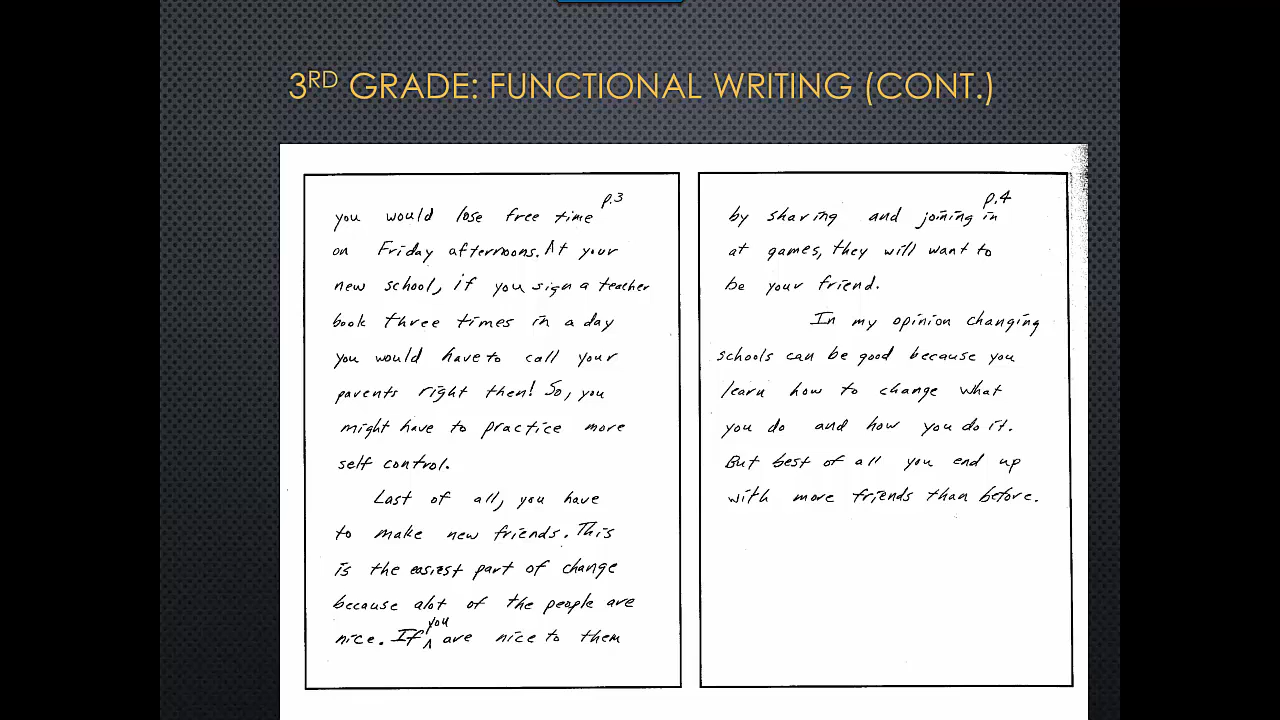 3RD GRADE: FUNCTIONAL WRITING (CONT.)
p.3
you would lose free time
on Friday afternoons. At your
new school, if you sign a teacher
book three times in a day
you would have to call your
parents right then! So, you
might have to practice more
self control.
Last of all, you have
to make new friends. This
is the easiest part of change
because alot of the people are
nice. If you are nice to them
p.4
by sharing and joining in
at games, they will want to
be your friend.
In my opinion changing
schools can be good because you
learn how to change what
you do and how you do it.
But best of all you end up
with more friends than before.